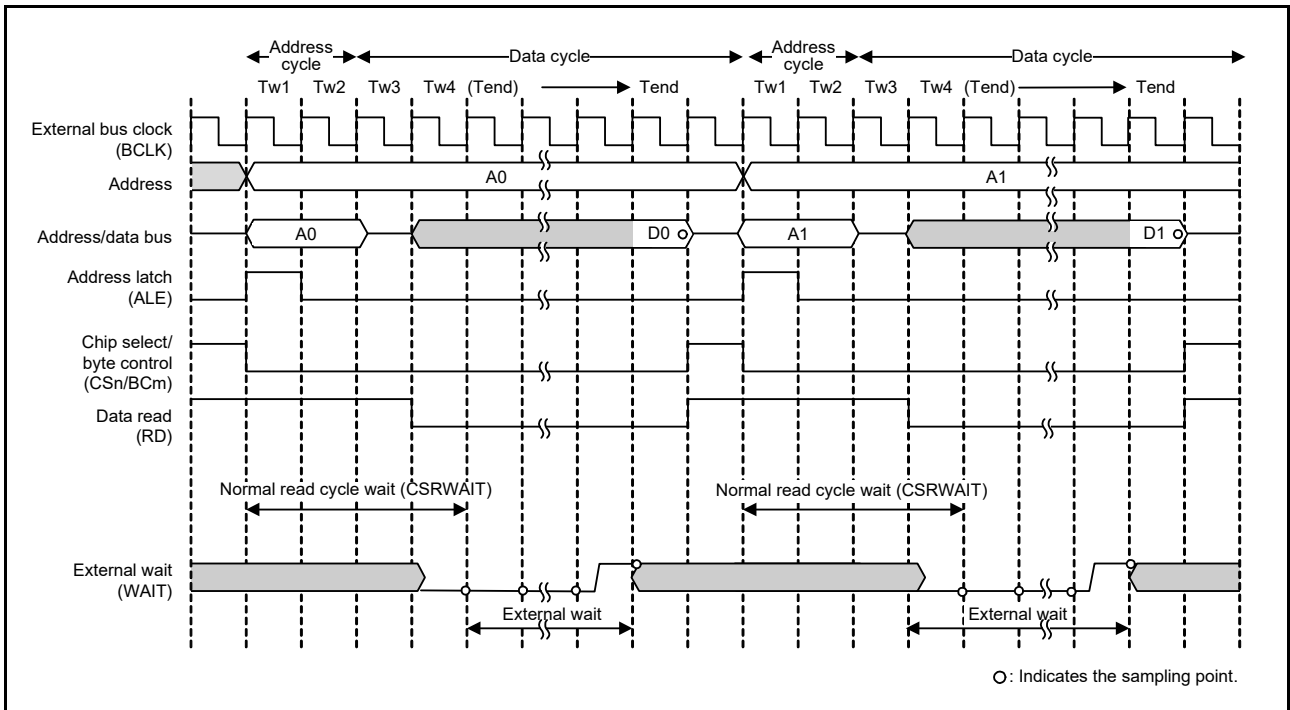 Address
cycle
Data cycle
Address
cycle
Data cycle
Tw1 Tw2 Tw3 Tw4 (Tend) Tend Tw1 Tw2 Tw3 Tw4 (Tend) Tend
External bus clock
(BCLK)
Address
A0
A1
Address/data bus
A0
D0
A1
D1
Address latch
(ALE)
Chip select/
byte control
(CSn/BCm)
Data read
(RD)
Normal read cycle wait (CSRWAIT)
Normal read cycle wait (CSRWAIT)
External wait
(WAIT)
External wait
External wait
: Indicates the sampling point.